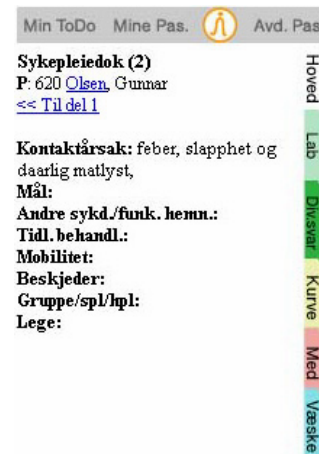 Min ToDo Mine Pas. Avd. Pas
Sykepleiedok (2)
P: 620 Olsen, Gunnar
<< Til del 1
Kontaktårsak: feber, slapphet og
daarlig matlyst,
Mål:
Andre sykd./funk. hemn.:
Tidl. behandl.:
Mobilitet:
Beskjeder:
Gruppe/spl/hpl:
Lege:
Hoved
Lab
Div.svar
Kurve
Med
Væske